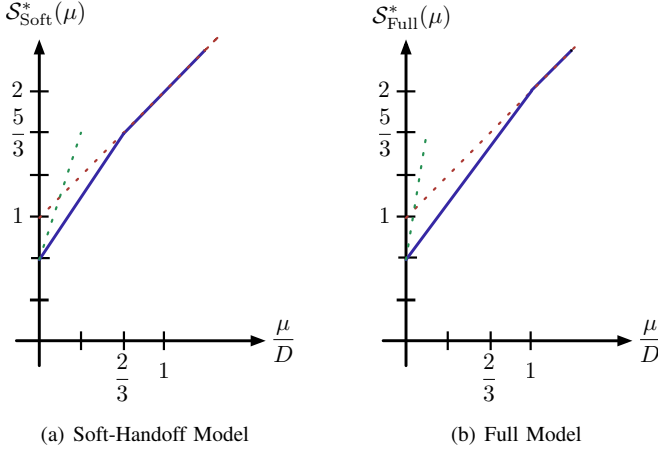 S*Soft(μ)
2
5/3
1
2/3
1
μ/D
(a) Soft-Handoff Model
S*Full(μ)
2
5/3
1
2/3
1
μ/D
(b) Full Model